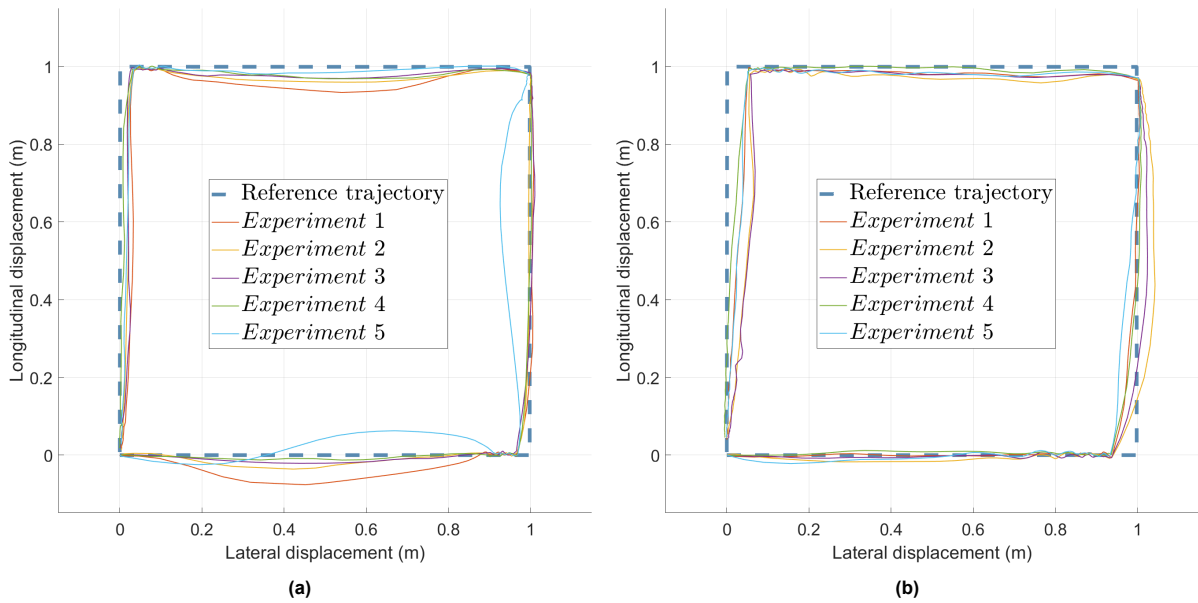 1
0.8
0.6
0.4
0.2
0
0
0.2
0.4
0.6
0.8
1
Longitudinal displacement (m)
Lateral displacement (m)
Reference trajectory
Experiment 1
Experiment 2
Experiment 3
Experiment 4
Experiment 5
(a)
1
0.8
0.6
0.4
0.2
0
0
0.2
0.4
0.6
0.8
1
Longitudinal displacement (m)
Lateral displacement (m)
Reference trajectory
Experiment 1
Experiment 2
Experiment 3
Experiment 4
Experiment 5
(b)